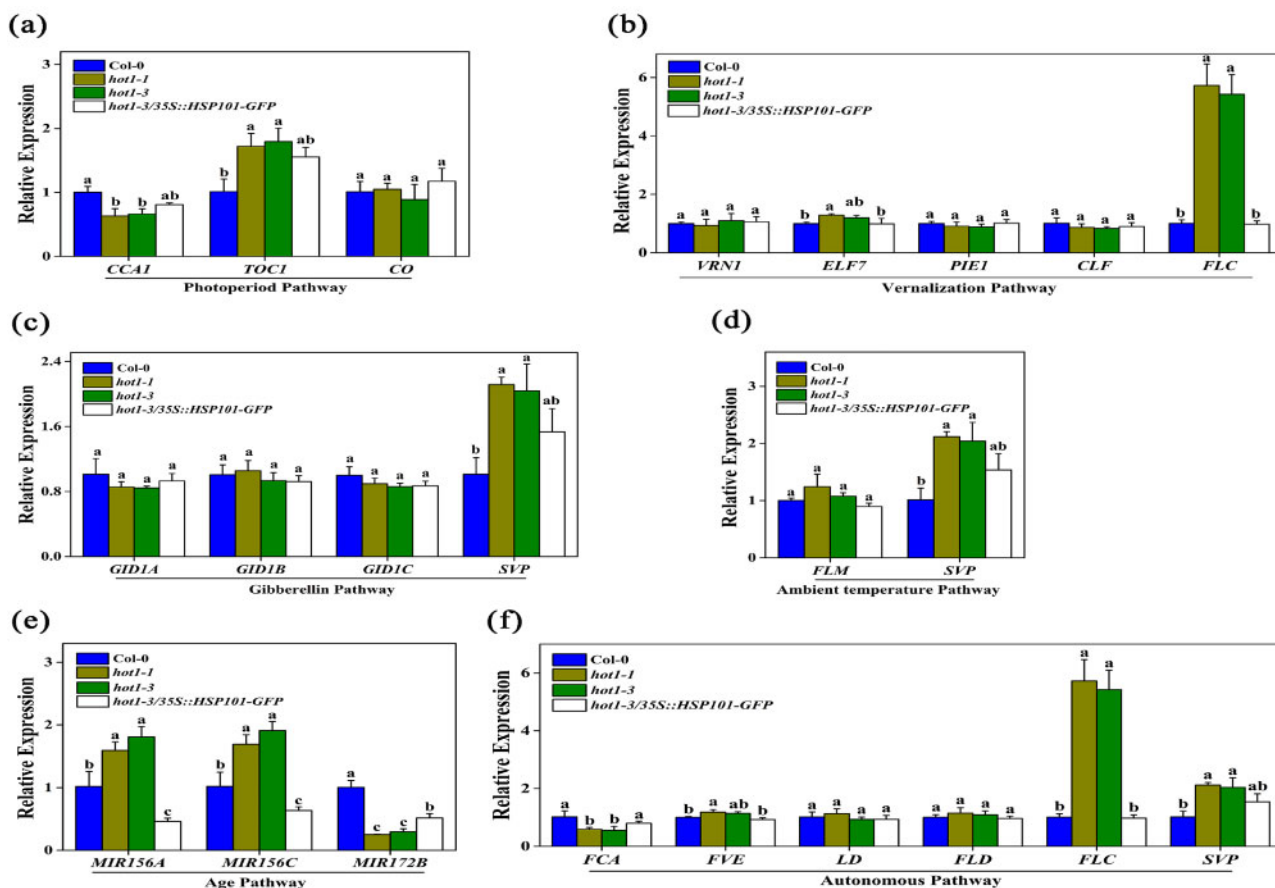 (a)
3
2
1
0
Relative Expression
Col-0
hot1-1
hot1-3
hot1-3/35S::HSP101-GFP
a b b ab
b a a ab
a a a a
CCA1 TOC1 CO
Photoperiod Pathway
(b)
6
4
2
0
Relative Expression
Col-0
hot1-1
hot1-3
hot1-3/35S::HSP101-GFP
a a a a
b a ab b
a a a a
a a a a
b a a b
VRN1 ELF7 PIE1 CLF FLC
Vernalization Pathway
(c)
2.4
1.6
0.8
0.0
Relative Expression
Col-0
hot1-1
hot1-3
hot1-3/35S::HSP101-GFP
a a a a
a a a a
a a a a
b a a ab
GID1A GID1B GID1C SVP
Gibberellin Pathway
(d)
3
2
1
0
Relative Expression
Col-0
hot1-1
hot1-3
hot1-3/35S::HSP101-GFP
a a a a
b a a ab
FLM SVP
Ambient temperature Pathway
(e)
3
2
1
0
Relative Expression
Col-0
hot1-1
hot1-3
hot1-3/35S::HSP101-GFP
b a a c
b a a c
a c c b
MIR156A MIR156C MIR172B
Age Pathway
(f)
6
4
2
0
Relative Expression
Col-0
hot1-1
hot1-3
hot1-3/35S::HSP101-GFP
a b b a
b a ab b
a a a a
a a a a
b a a b
b a a ab
FCA FVE LD FLD FLC SVP
Autonomous Pathway